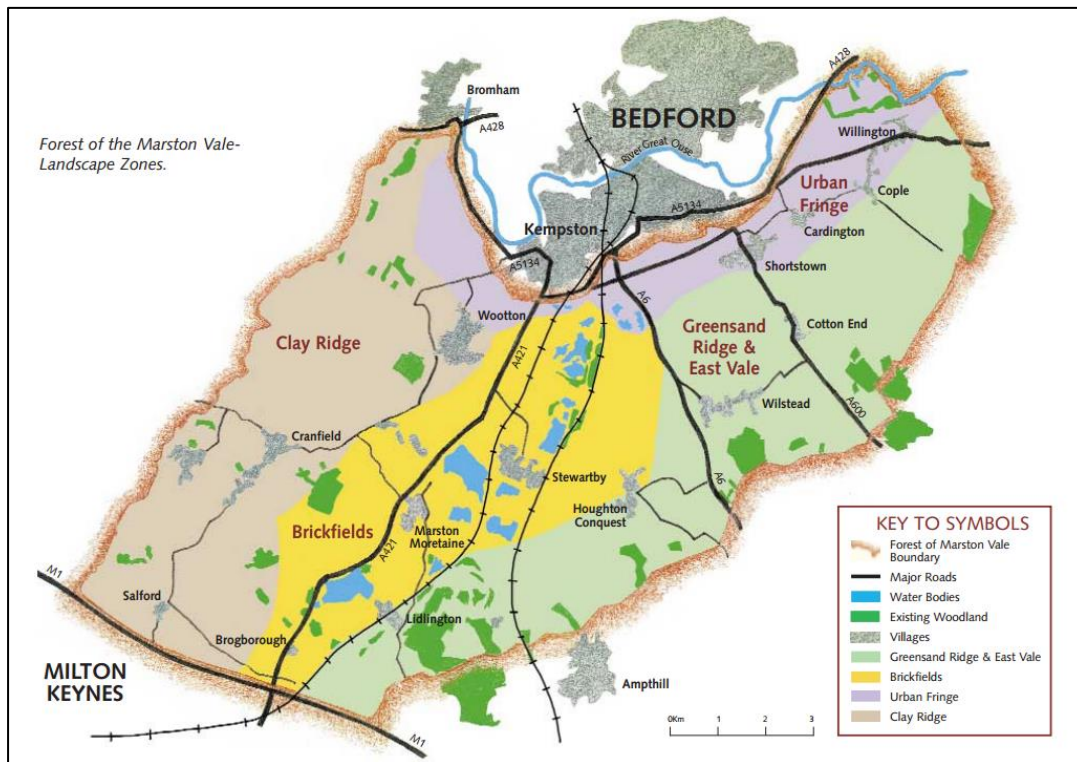 Forest of the Marston Vale-
Landscape Zones.
Bromham
A428
A428
BEDFORD
River Great Ouse
Willington
Urban
Fringe
Cople
A5134
Cardington
Kempston
Shortstown
A5134
A6
Wootton
Clay Ridge
A421
Greensand
Ridge &
East Vale
Cotton End
Wilstead
A600
Cranfield
Stewartby
A6
Houghton
Conquest
Brickfields
Marston
Moretaine
A421
M1
Salford
Lidlington
Brogborough
MILTON
KEYNES
Ampthill
M1
KEY TO SYMBOLS
Forest of Marston Vale
Boundary
Major Roads
Water Bodies
Existing Woodland
Villages
Greensand Ridge & East Vale
Brickfields
Urban Fringe
Clay Ridge
0Km 1 2 3